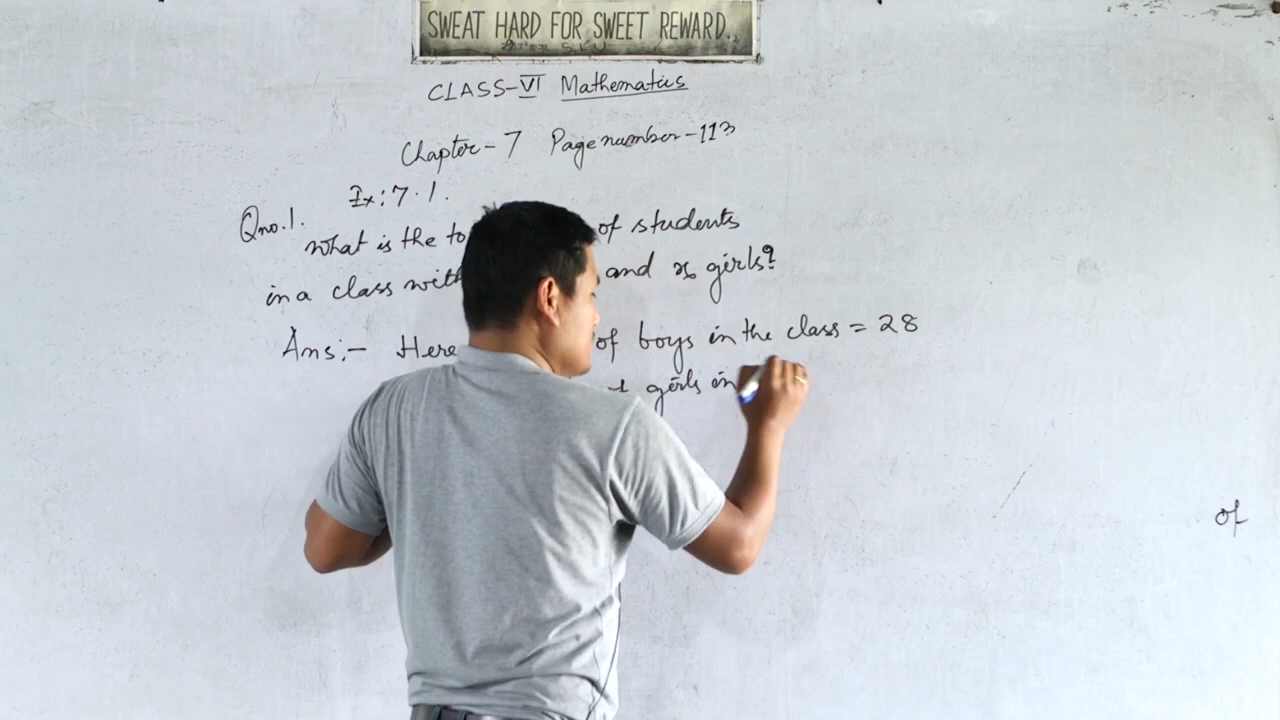 SWEAT HARD FOR SWEET REWARD..
CLASS-VI Mathematics
Chapter-7 Page number-113
Ex: 7.1.
Qno.1.
What is the to of students
in a class with and x girls?
Ans:- Here of boys in the class = 28
girls in
of